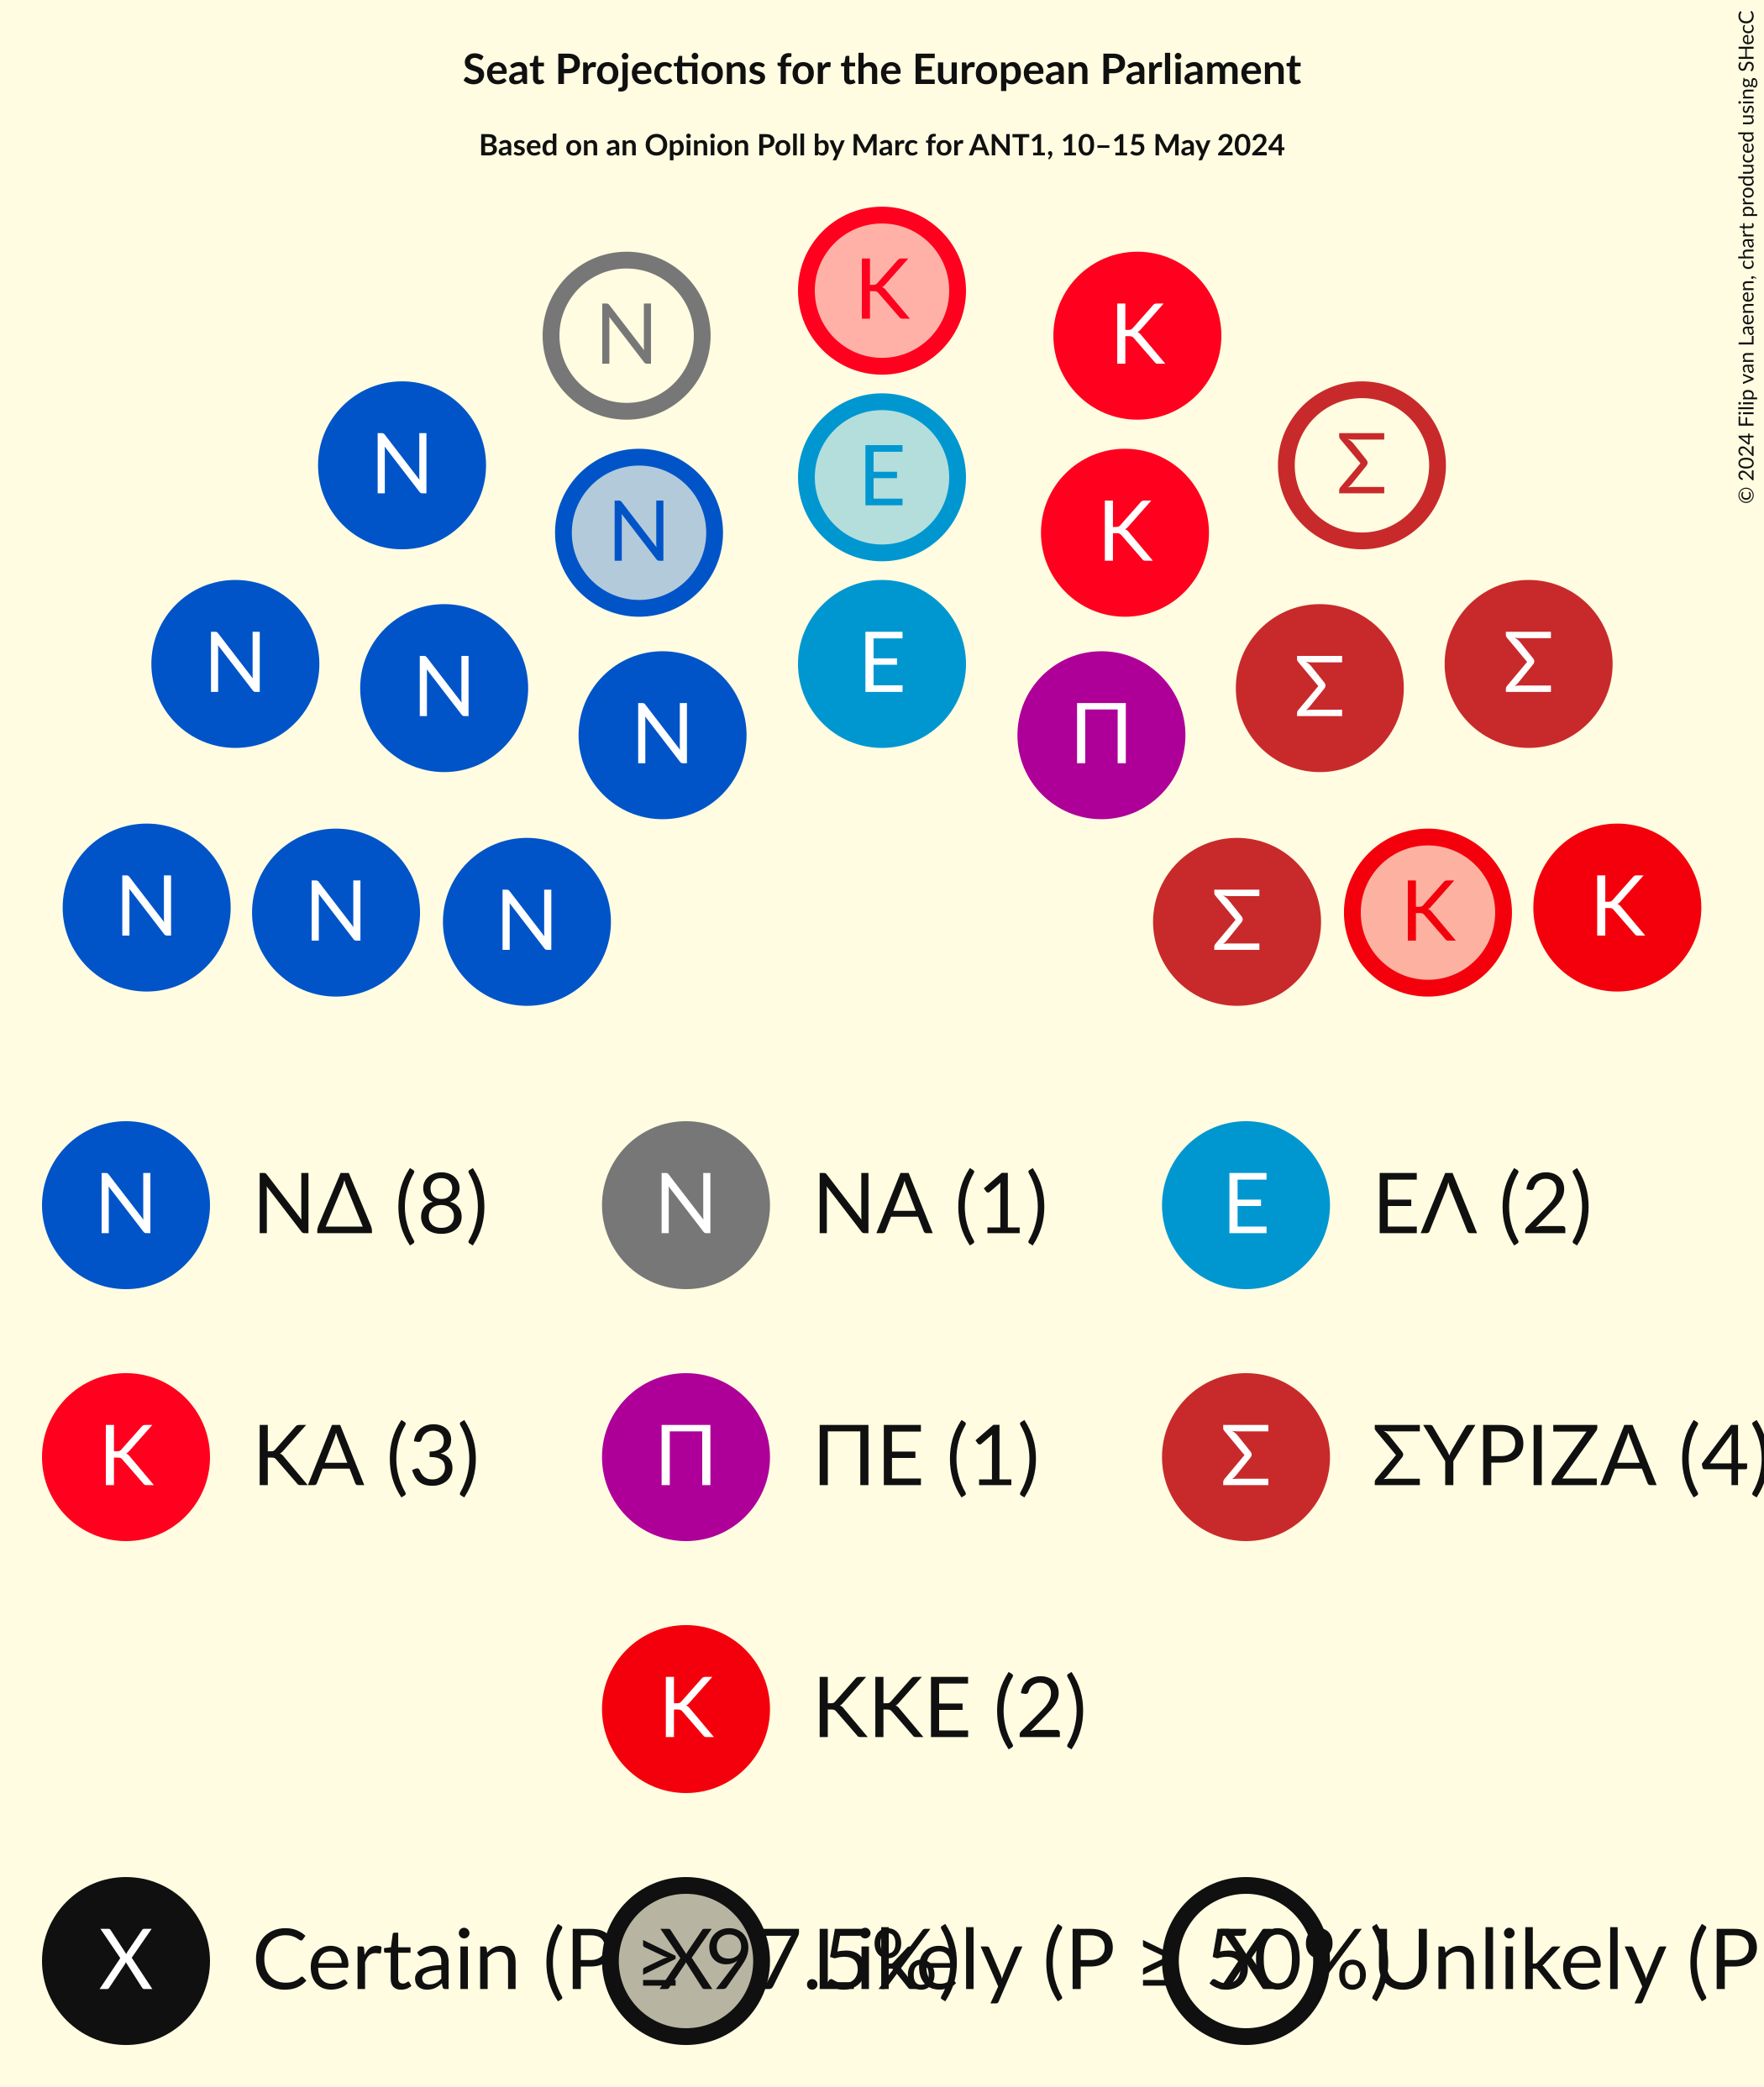 Seat Projections for the European Parliament
Based on an Opinion Poll by Marc for ANT1, 10–15 May 2024
© 2024 Filip van Laenen, chart produced using SHecC
Κ
Ν Κ
Ν Ε Σ
Ν Κ
Ν Ε Σ
Ν Σ
Ν Π
Ν Ν Ν Σ Κ Κ
Ν ΝΔ (8) Ν ΝΑ (1) Ε ΕΛ (2)
Κ ΚΑ (3) Π ΠΕ (1) Σ ΣΥΡΙΖΑ (4)
Κ ΚΚΕ (2)
X Certain (P ≥ 97.5%) X Likely (P ≥ 50%) X Unlikely (P